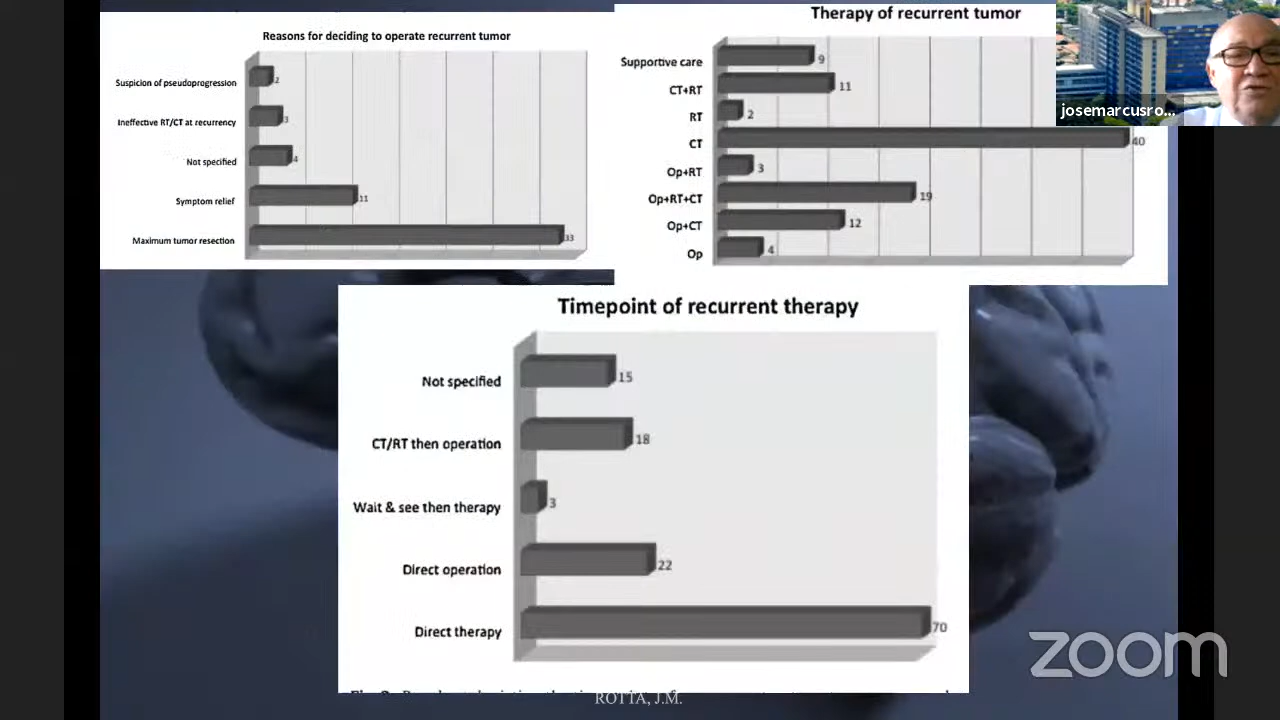 Reasons for deciding to operate recurrent tumor
Suspicion of pseudoprogression
2
Ineffective RT/CT at recurrency
3
Not specified
4
Symptom relief
11
Maximum tumor resection
33
Therapy of recurrent tumor
Supportive care
9
CT+RT
11
RT
2
CT
40
Op+RT
3
Op+RT+CT
19
Op+CT
12
Op
4
josemarcusro...
Timepoint of recurrent therapy
Not specified
15
CT/RT then operation
18
Wait & see then therapy
3
Direct operation
22
Direct therapy
70
ROTTA, J.M.
zoom